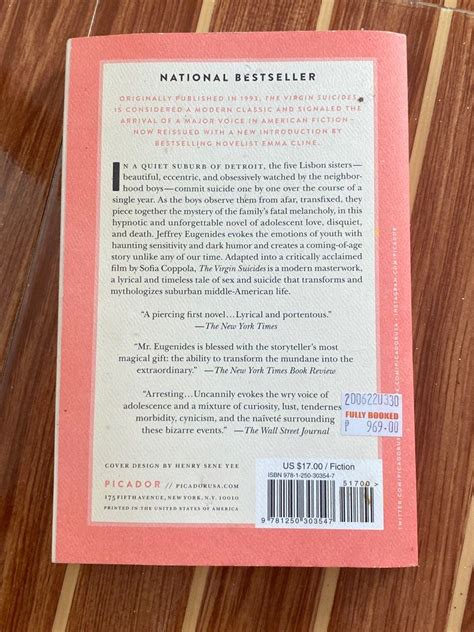 NATIONAL BESTSELLER
ORIGINALLY PUBLISHED IN 1993, THE VIRGIN SUICIDES
IS CONSIDERED A MODERN CLASSIC AND SIGNALED THE
ARRIVAL OF A MAJOR VOICE IN AMERICAN FICTION—
NOW REISSUED WITH A NEW INTRODUCTION BY
BESTSELLING NOVELIST EMMA CLINE.
IN A QUIET SUBURB OF DETROIT, the five Lisbon sisters—
beautiful, eccentric, and obsessively watched by the neighbor-
hood boys—commit suicide one by one over the course of a
single year. As the boys observe them from afar, transfixed, they
piece together the mystery of the family's fatal melancholy, in this
hypnotic and unforgettable novel of adolescent love, disquiet,
and death. Jeffrey Eugenides evokes the emotions of youth with
haunting sensitivity and dark humor and creates a coming-of-age
story unlike any of our time. Adapted into a critically acclaimed
film by Sofia Coppola, The Virgin Suicides is a modern masterwork,
a lyrical and timeless tale of sex and suicide that transforms and
mythologizes suburban middle-American life.
"A piercing first novel...Lyrical and portentous."
—The New York Times
"Mr. Eugenides is blessed with the storyteller's most
magical gift: the ability to transform the mundane into the
extraordinary." —The New York Times Book Review
"Arresting...Uncannily evokes the wry voice of
adolescence and a mixture of curiosity, lust, tenderness
morbidity, cynicism, and the naïveté surrounding
these bizarre events." —The Wall Street Journal
200622U330
FULLY BOOKED
₱ 969.00
COVER DESIGN BY HENRY SENE YEE
PICADOR // PICADORUSA.COM
175 FIFTH AVENUE, NEW YORK, N.Y. 10010
PRINTED IN THE UNITED STATES OF AMERICA
US $17.00 / Fiction
ISBN 978-1-250-30354-7
51700 >
9 781250 303547
TWITTER.COM/PICADORUSA
INSTAGRAM.COM/PICADOR